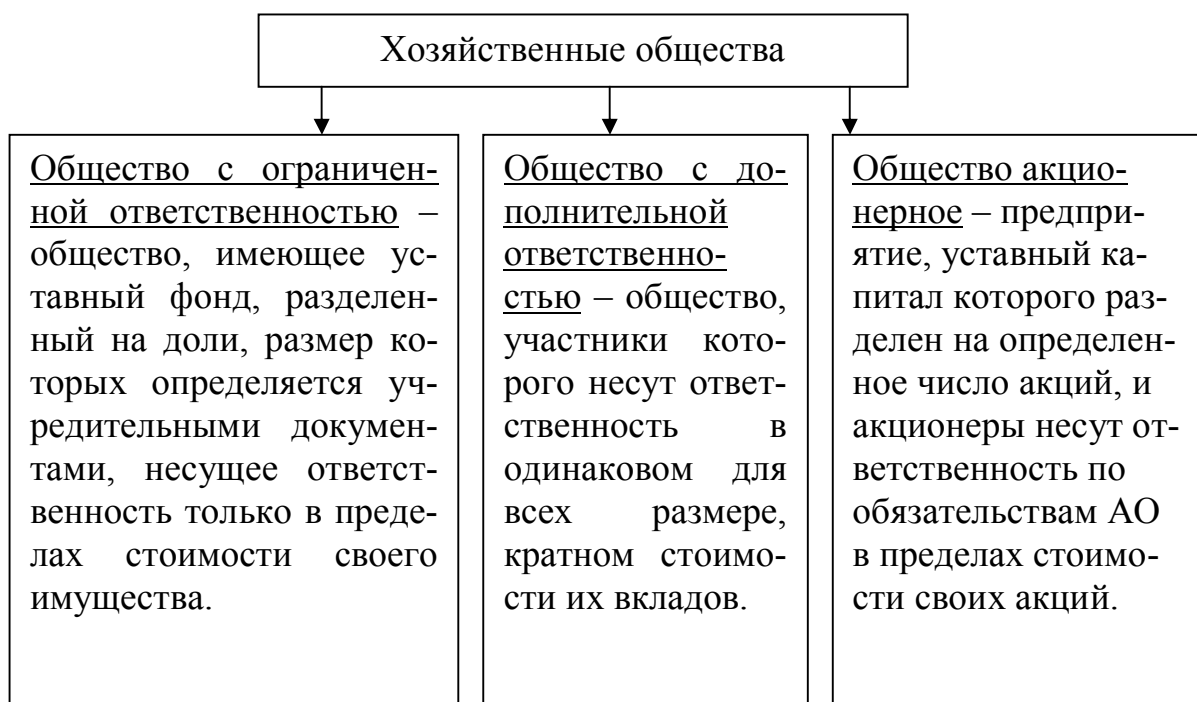 Хозяйственные общества
Общество с ограничен-
ной ответственностью –
общество, имеющее ус-
тавный фонд, разделен-
ный на доли, размер ко-
торых определяется уч-
редительными докумен-
тами, несущее ответст-
венность только в преде-
лах стоимости своего
имущества.
Общество с до-
полнительной
ответственно-
стью – общество,
участники кото-
рого несут ответ-
ственность в
одинаковом для
всех размере,
кратном стоимо-
сти их вкладов.
Общество акцио-
нерное – предпри-
ятие, уставный ка-
питал которого раз-
делен на определен-
ное число акций, и
акционеры несут от-
ветственность по
обязательствам АО
в пределах стоимо-
сти своих акций.